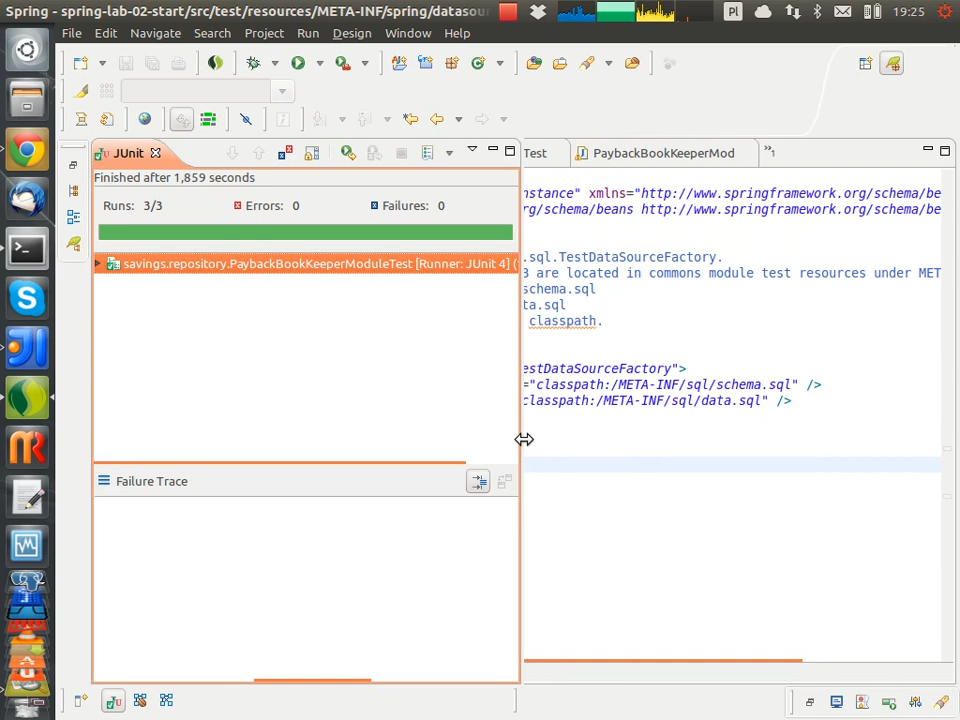 Spring - spring-lab-02-start/src/test/resources/META-INF/spring/datasou
Pl
19:25
File Edit Navigate Search Project Run Design Window Help
JUnit
Test
PaybackBookKeeperMod
»1
Finished after 1,859 seconds
Runs: 3/3 Errors: 0 Failures: 0
savings.repository.PaybackBookKeeperModuleTest [Runner: JUnit 4] (
Failure Trace
nstance" xmlns="http://www.springframework.org/schema/be
rg/schema/beans http://www.springframework.org/schema/be
.sql.TestDataSourceFactory.
3 are located in commons module test resources under MET
schema.sql
ta.sql
classpath.
estDataSourceFactory">
="classpath:/META-INF/sql/schema.sql" />
classpath:/META-INF/sql/data.sql" />